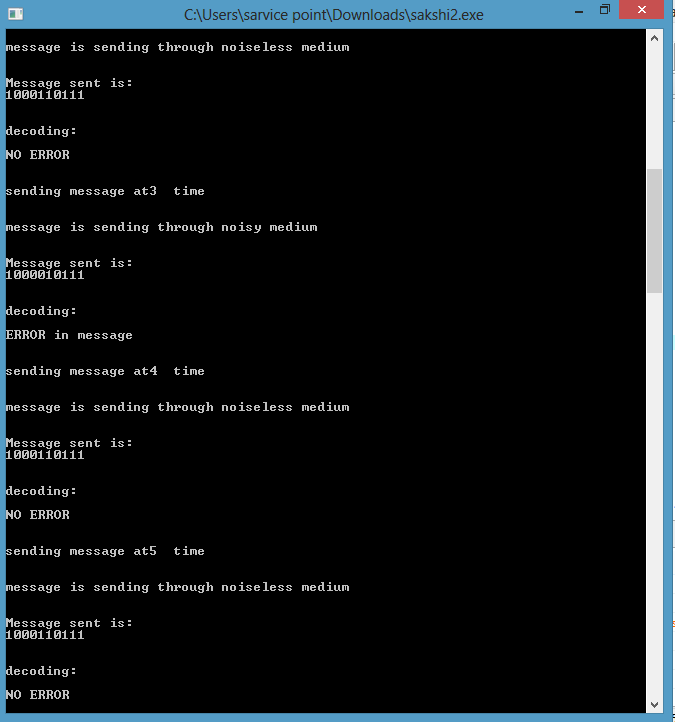 C:\Users\sarvice point\Downloads\sakshi2.exe
message is sending through noiseless medium
Message sent is:
1000110111
decoding:
NO ERROR
sending message at3  time
message is sending through noisy medium
Message sent is:
1000010111
decoding:
ERROR in message
sending message at4  time
message is sending through noiseless medium
Message sent is:
1000110111
decoding:
NO ERROR
sending message at5  time
message is sending through noiseless medium
Message sent is:
1000110111
decoding:
NO ERROR